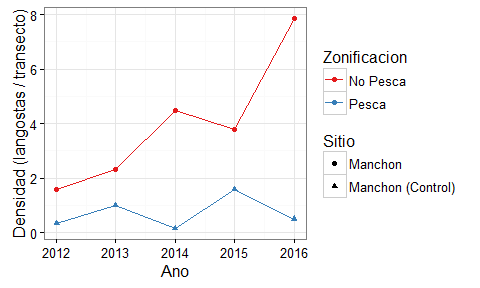 Densidad (langostas / transecto)
8
6
4
2
0
2012 2013 2014 2015 2016
Ano
Zonificacion
No Pesca
Pesca
Sitio
Manchon
Manchon (Control)